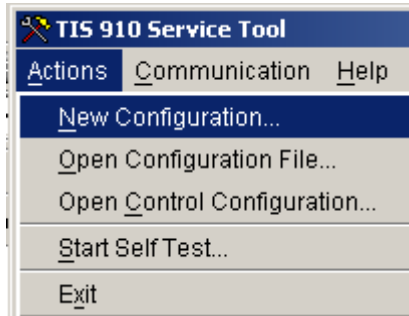 TIS 910 Service Tool
Actions Communication Help
New Configuration...
Open Configuration File...
Open Control Configuration...
Start Self Test...
Exit